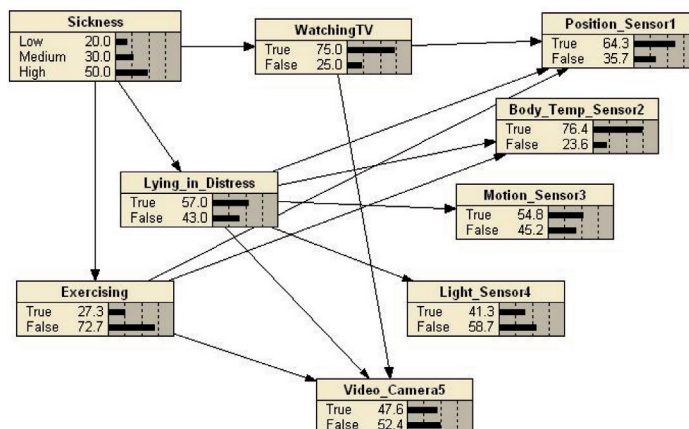 Sickness
Low 20.0
Medium 30.0
High 50.0
WatchingTV
True 75.0
False 25.0
Position_Sensor1
True 64.3
False 35.7
Body_Temp_Sensor2
True 76.4
False 23.6
Lying_in_Distress
True 57.0
False 43.0
Motion_Sensor3
True 54.8
False 45.2
Exercising
True 27.3
False 72.7
Light_Sensor4
True 41.3
False 58.7
Video_Camera5
True 47.6
False 52.4